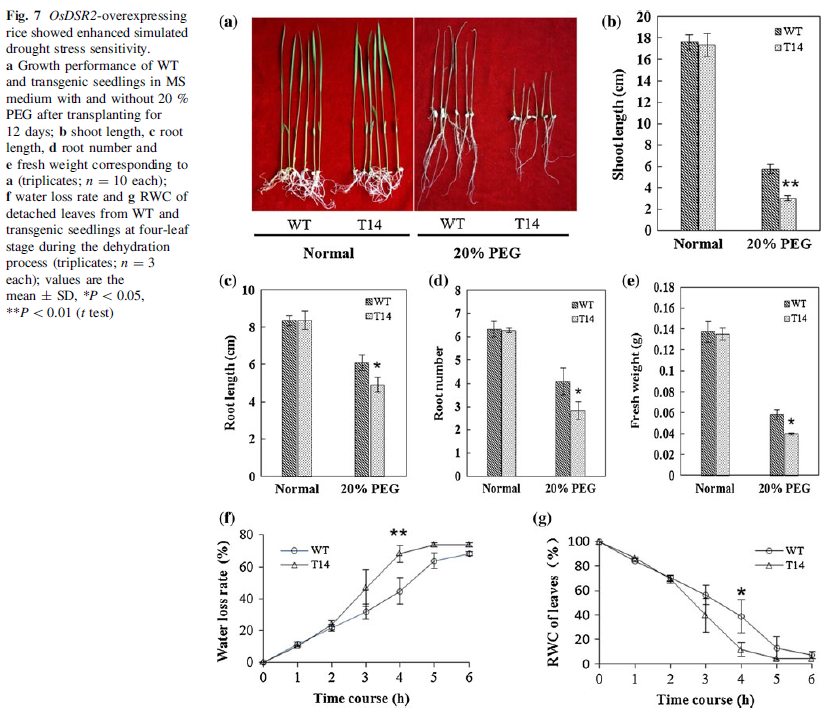 Fig. 7 OsDSR2-overexpressing
rice showed enhanced simulated
drought stress sensitivity.
a Growth performance of WT
and transgenic seedlings in MS
medium with and without 20 %
PEG after transplanting for
12 days; b shoot length, c root
length, d root number and
e fresh weight corresponding to
a (triplicates; n = 10 each);
f water loss rate and g RWC of
detached leaves from WT and
transgenic seedlings at four-leaf
stage during the dehydration
process (triplicates; n = 3
each); values are the
mean ± SD, *P < 0.05,
**P < 0.01 (t test)
(a)
WT T14 WT T14
Normal 20% PEG
(b)
Shoot length (cm)
20
18
16
14
12
10
8
6
4
2
0
WT
T14
**
Normal 20% PEG
(c)
Root length (cm)
10
8
6
4
2
0
WT
T14
*
Normal 20% PEG
(d)
Root number
8
7
6
5
4
3
2
1
0
WT
T14
*
Normal 20% PEG
(e)
Fresh weight (g)
0.18
0.16
0.14
0.12
0.1
0.08
0.06
0.04
0.02
0
WT
T14
*
Normal 20% PEG
(f)
Water loss rate (%)
80
60
40
20
0
WT
T14
**
0 1 2 3 4 5 6
Time course (h)
(g)
RWC of leaves (%)
100
80
60
40
20
0
WT
T14
*
0 1 2 3 4 5 6
Time course (h)